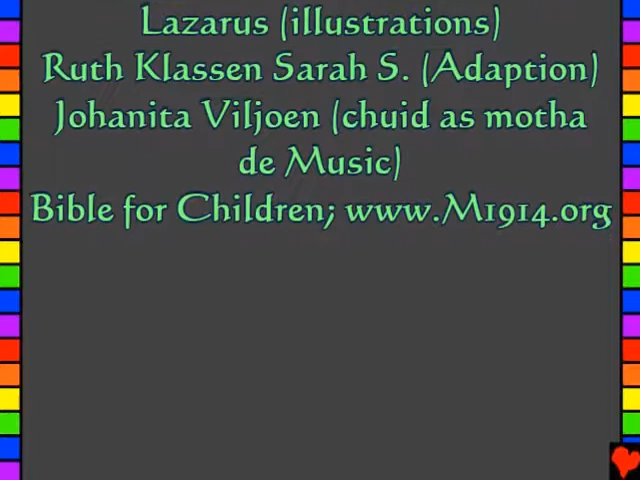 Lazarus (illustrations)
Ruth Klassen Sarah S. (Adaption)
Johanita Viljoen (chuid as motha
de Music)
Bible for Children; www.M1914.org